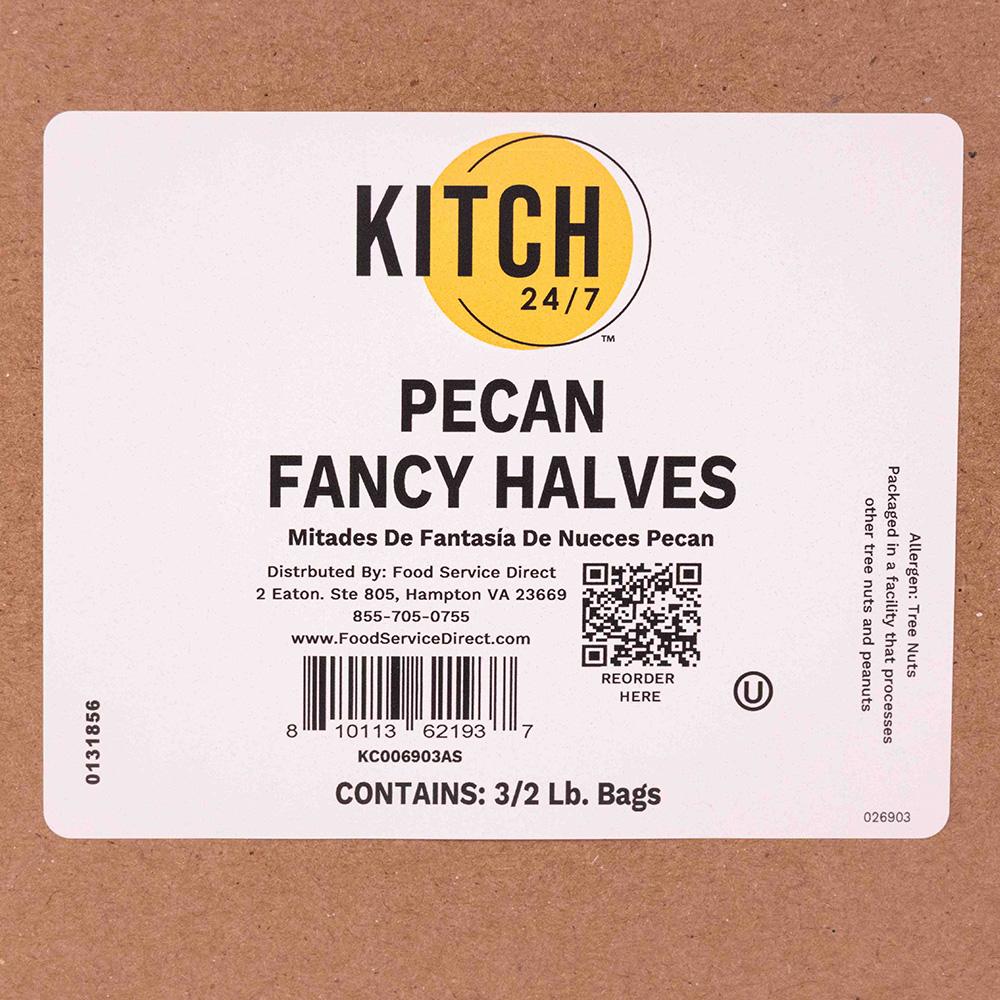 KITCH
24/7
TM
PECAN
FANCY HALVES
Mitades De Fantasía De Nueces Pecan
Distrbuted By: Food Service Direct
2 Eaton. Ste 805, Hampton VA 23669
855-705-0755
www.FoodServiceDirect.com
REORDER
HERE
U
8 10113 62193 7
KC006903AS
CONTAINS: 3/2 Lb. Bags
0131856
Allergen: Tree Nuts
Packaged in a facility that processes
other tree nuts and peanuts
026903